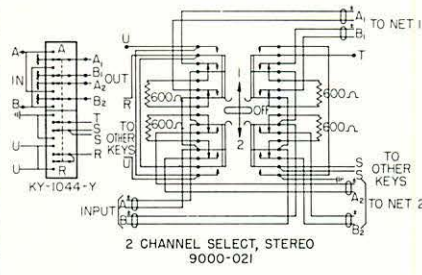 A₁
B₁
TO NET 1
U
T
A
A
A₁
B₁
OUT
IN
A₂
B
B₂
R
600Ω
1
OFF
2
600Ω
600Ω
600Ω
T
S
S
U
R
U
R
TO OTHER KEYS
U
S
S
TO OTHER KEYS
A₂
TO NET 2
B₂
INPUT
A
B
KY-1044-Y
2 CHANNEL SELECT, STEREO
9000-021